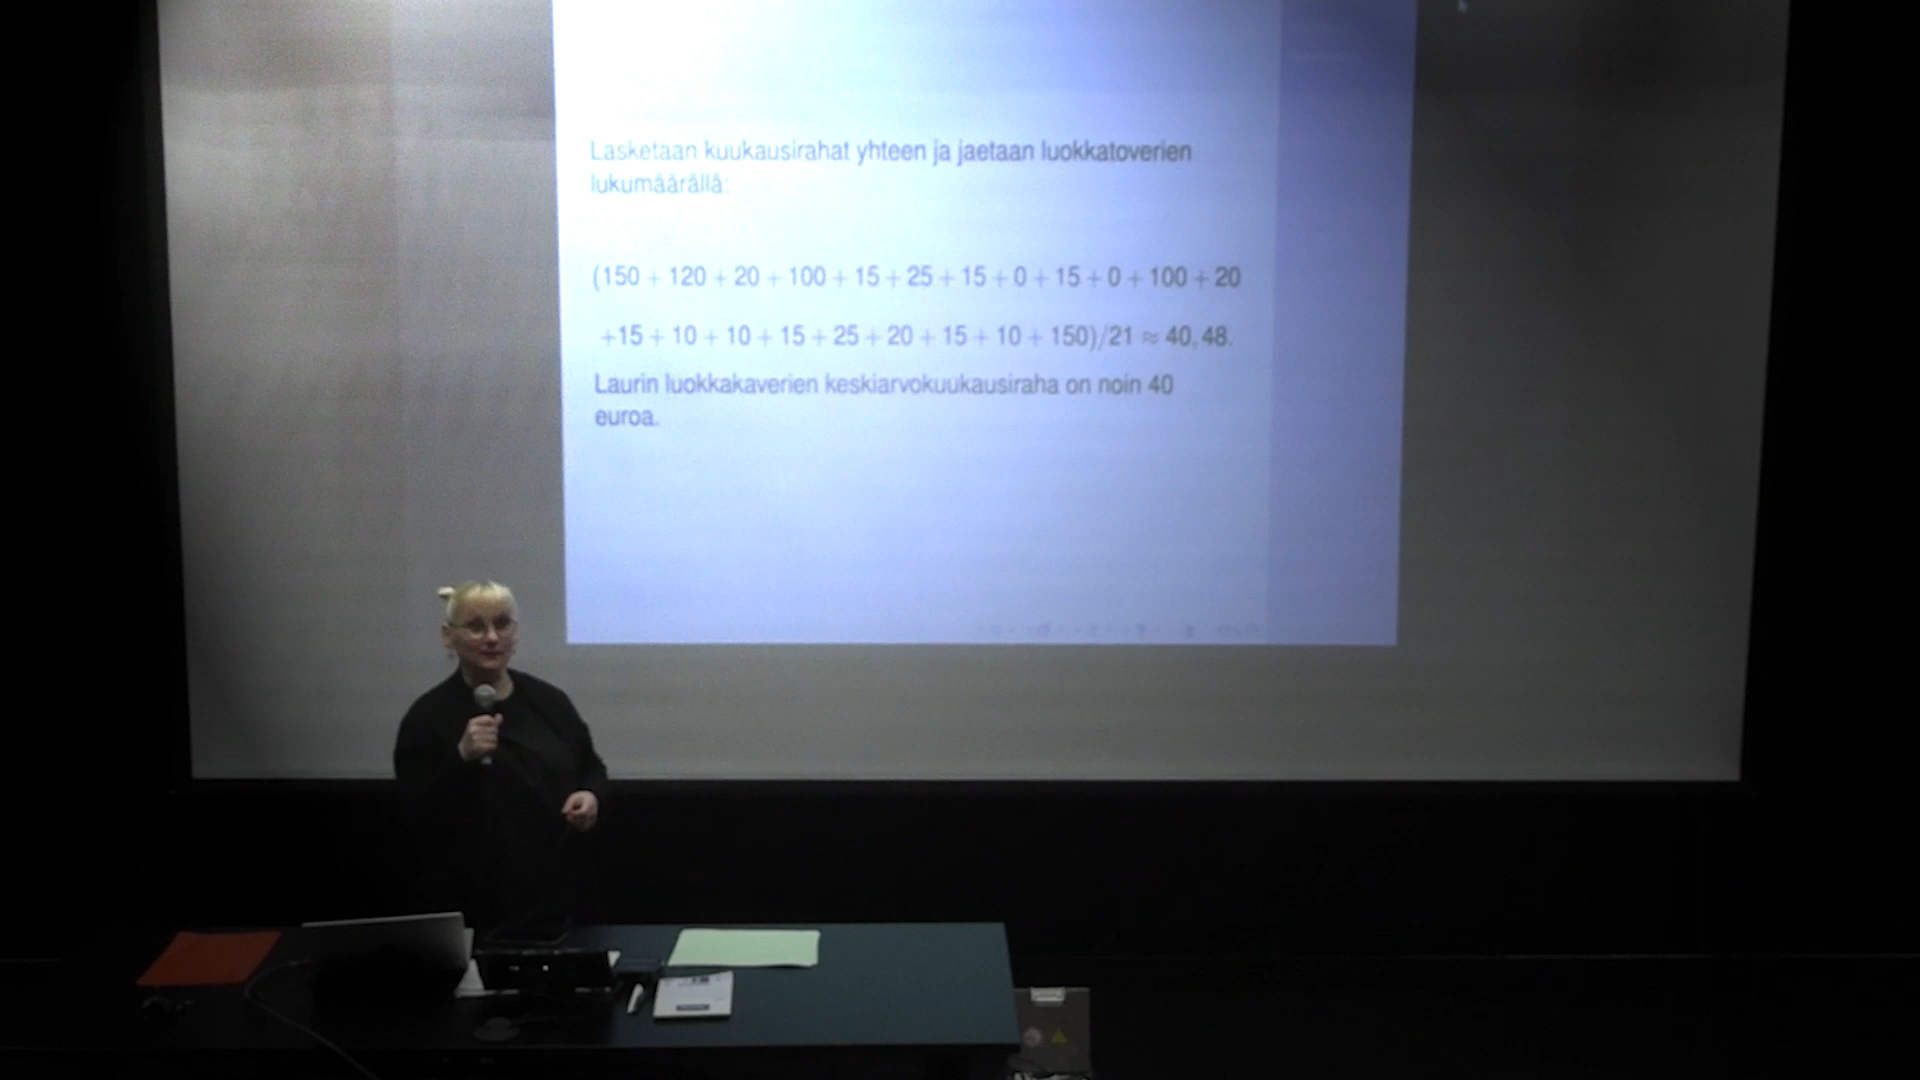 Lasketaan kuukausirahat yhteen ja jaetaan luokkatoverien
lukumäärällä:
(150 + 120 + 20 + 100 + 15 + 25 + 15 + 0 + 15 + 0 + 100 + 20
+15 + 10 + 10 + 15 + 25 + 20 + 15 + 10 + 150)/21 ≈ 40, 48.
Laurin luokkakaverien keskiarvokuukausiraha on noin 40
euroa.